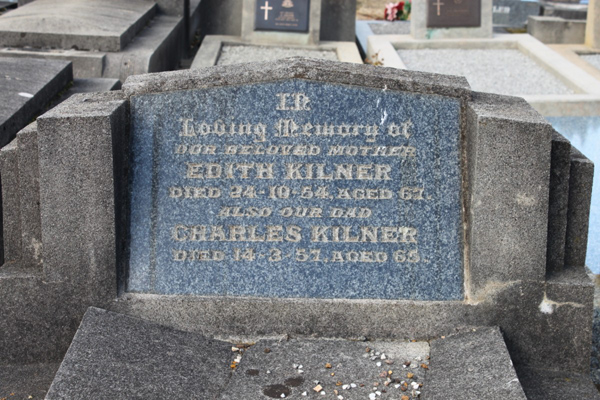 In
Loving Memory of
OUR BELOVED MOTHER
EDITH KILNER
DIED 24-10-54, AGED 67.
ALSO OUR DAD
CHARLES KILNER
DIED 14-3-57, AGED 65.